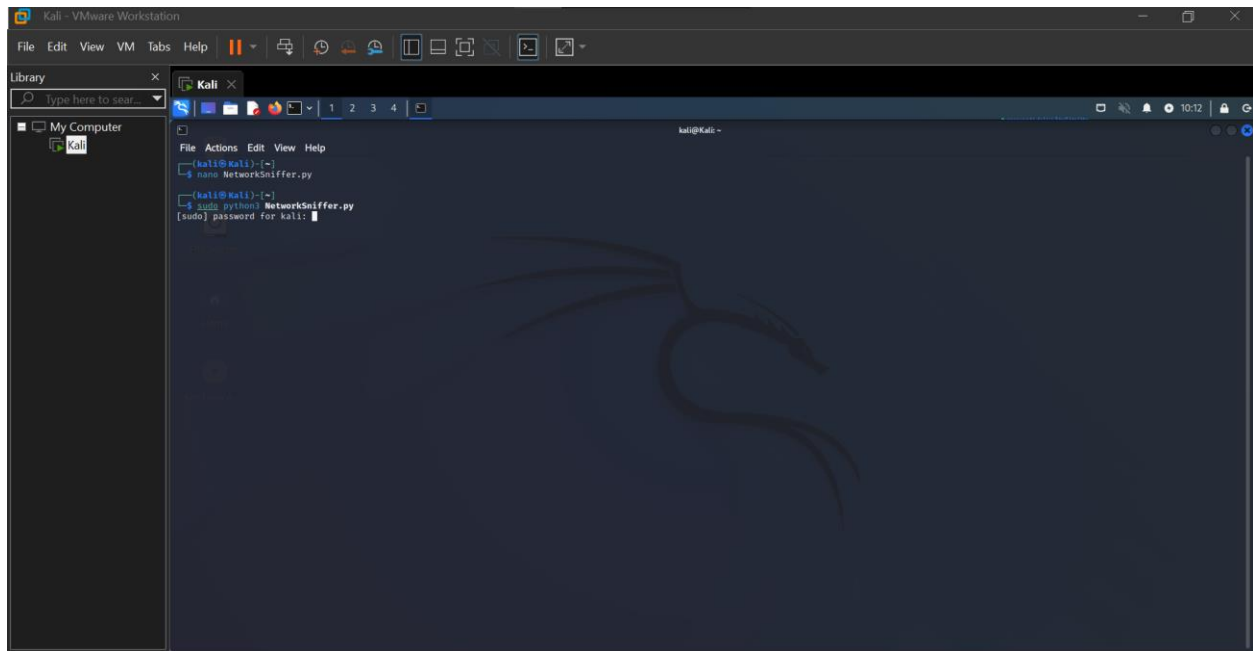 Kali - VMware Workstation
File Edit View VM Tabs Help
Library
Type here to sear...
My Computer
Kali
Kali
1 2 3 4
10:12
kali@Kali: ~
File Actions Edit View Help
┌──(kali㉿Kali)-[~]
└─$ nano NetworkSniffer.py
┌──(kali㉿Kali)-[~]
└─$ sudo python3 NetworkSniffer.py
[sudo] password for kali: